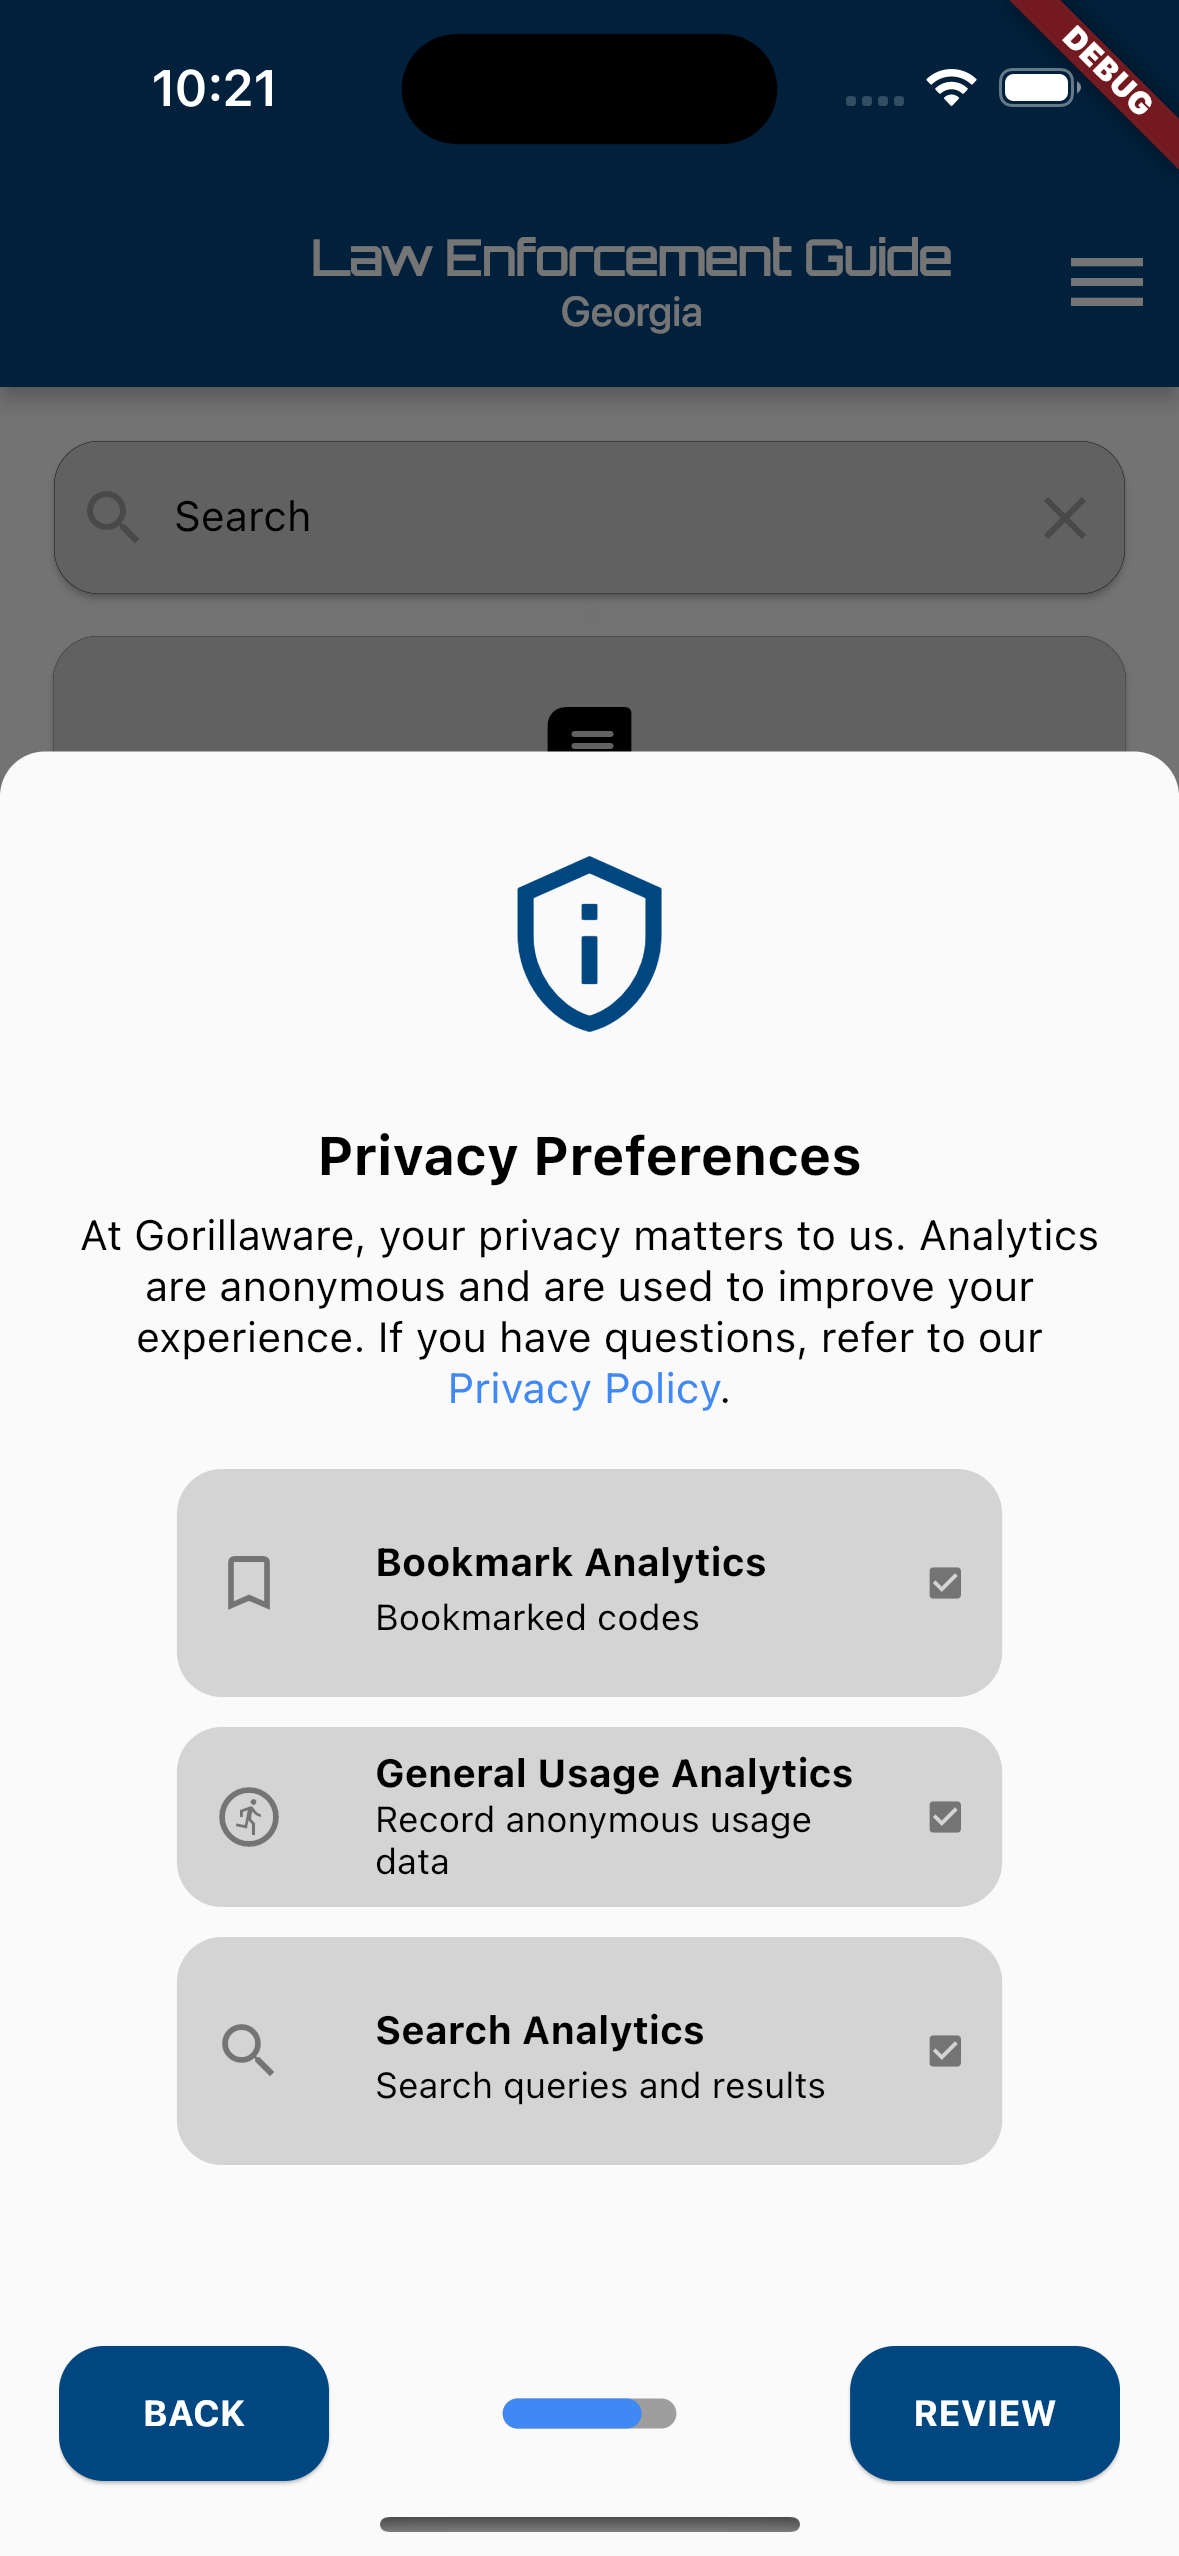 10:21
DEBUG
Law Enforcement Guide
Georgia
Search
Privacy Preferences
At Gorillaware, your privacy matters to us. Analytics
are anonymous and are used to improve your
experience. If you have questions, refer to our
Privacy Policy.
Bookmark Analytics
Bookmarked codes
General Usage Analytics
Record anonymous usage
data
Search Analytics
Search queries and results
BACK
REVIEW